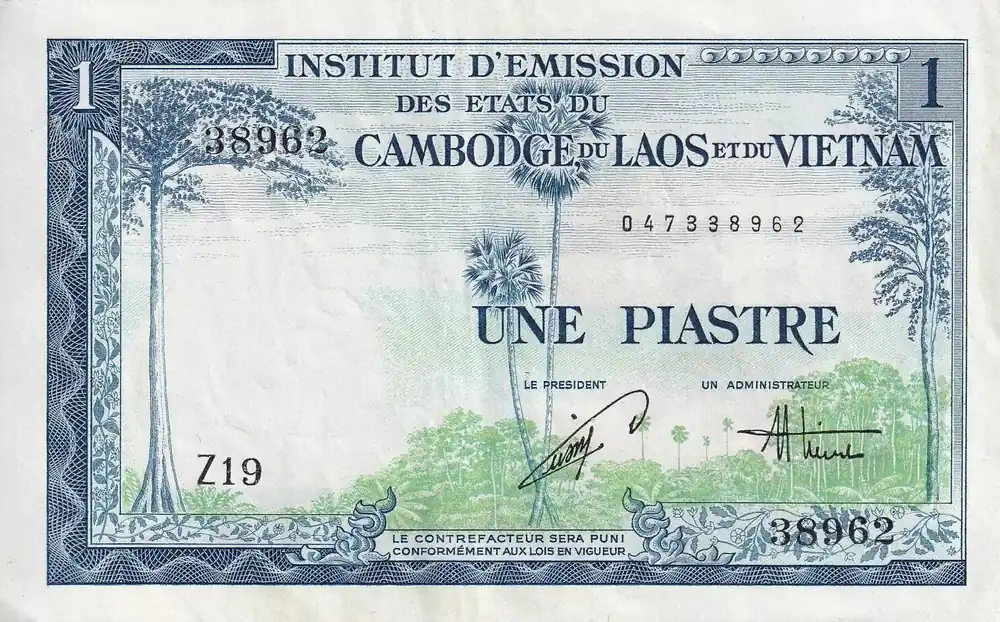 1
INSTITUT D'EMISSION
1
DES ETATS DU
38962
CAMBODGE, DU LAOS ET DU VIETNAM
047338962
UNE PIASTRE
LE PRESIDENT
UN ADMINISTRATEUR
Z19
38962
LE CONTREFACTEUR SERA PUNI
CONFORMÉMENT AUX LOIS EN VIGUEUR